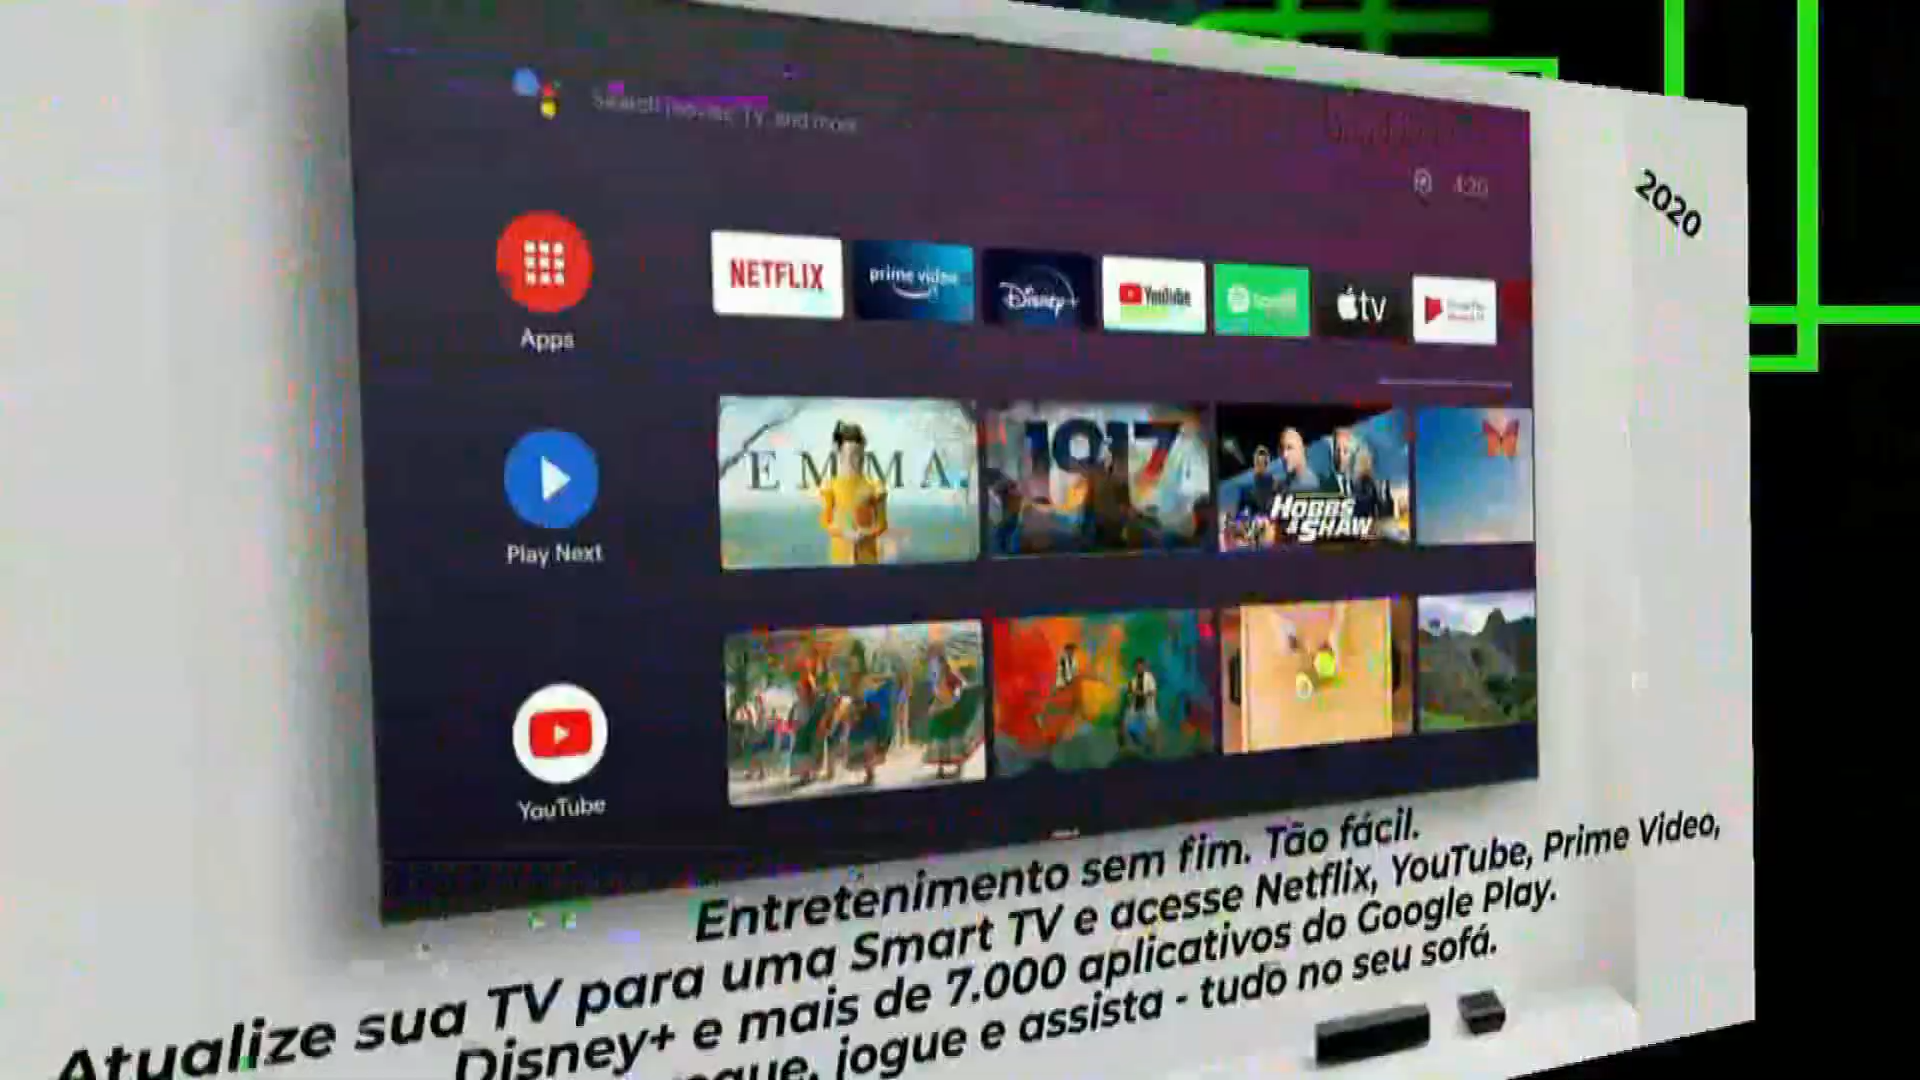 Search movies, TV, and more
4:20
2020
NETFLIX
prime video
Disney+
YouTube
Spotify
tv
Apps
EMMA.
1917
HOBBS
& SHAW
Play Next
YouTube
Entretenimento sem fim. Tão fácil.
Atualize sua TV para uma Smart TV e acesse Netflix, YouTube, Prime Video,
Disney+ e mais de 7.000 aplicativos do Google Play.
jogue e assista - tudo no seu sofá.